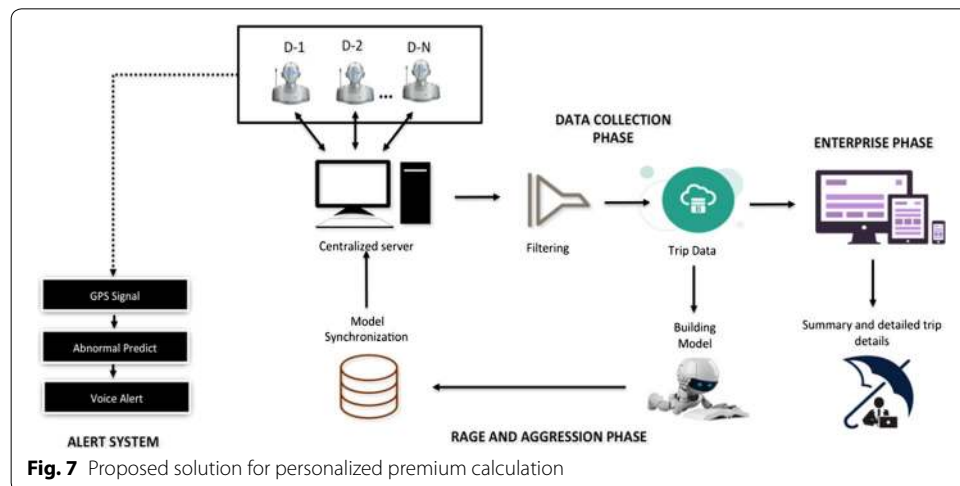 D-1 D-2 D-N
...
DATA COLLECTION
PHASE
ENTERPRISE PHASE
Centralized server
Filtering
Trip Data
GPS Signal
Abnormal Predict
Voice Alert
ALERT SYSTEM
Model
Synchronization
Building
Model
Summary and detailed trip
details
RAGE AND AGGRESSION PHASE
Fig. 7 Proposed solution for personalized premium calculation